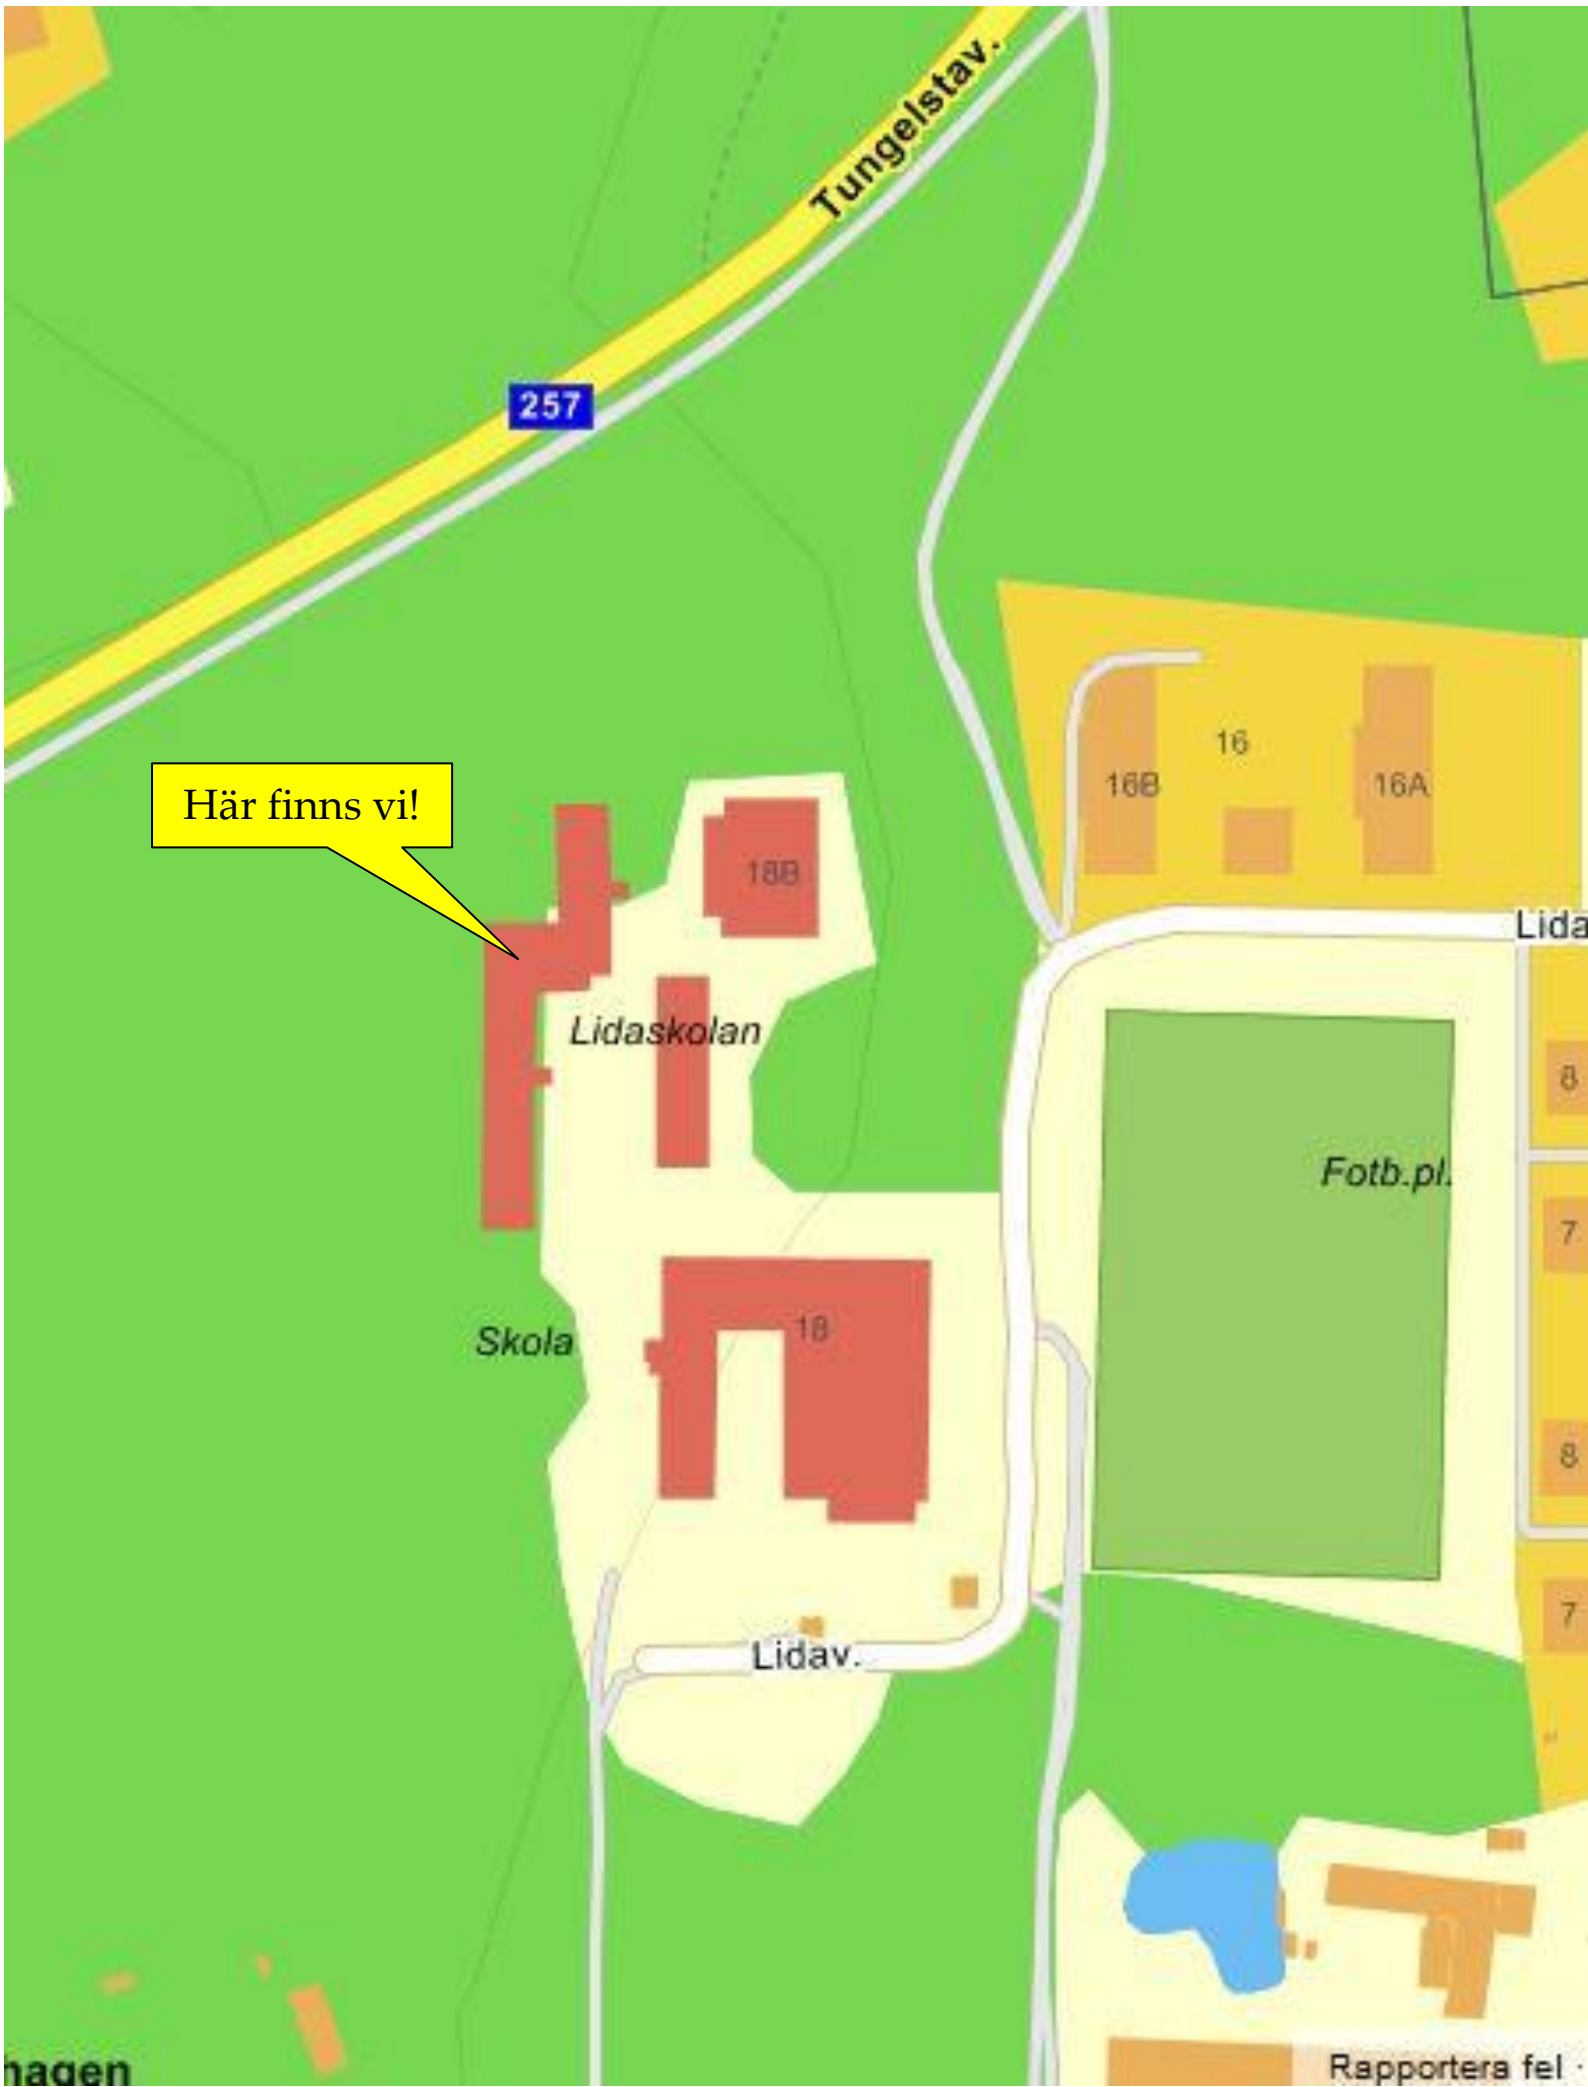 Tungelstav.
257
16
16B
16A
Här finns vi!
18B
Lida
Lidaskolan
8
Fotb.pl.
7
18
Skola
8
7
Lidav.
hagen
Rapportera fel ·